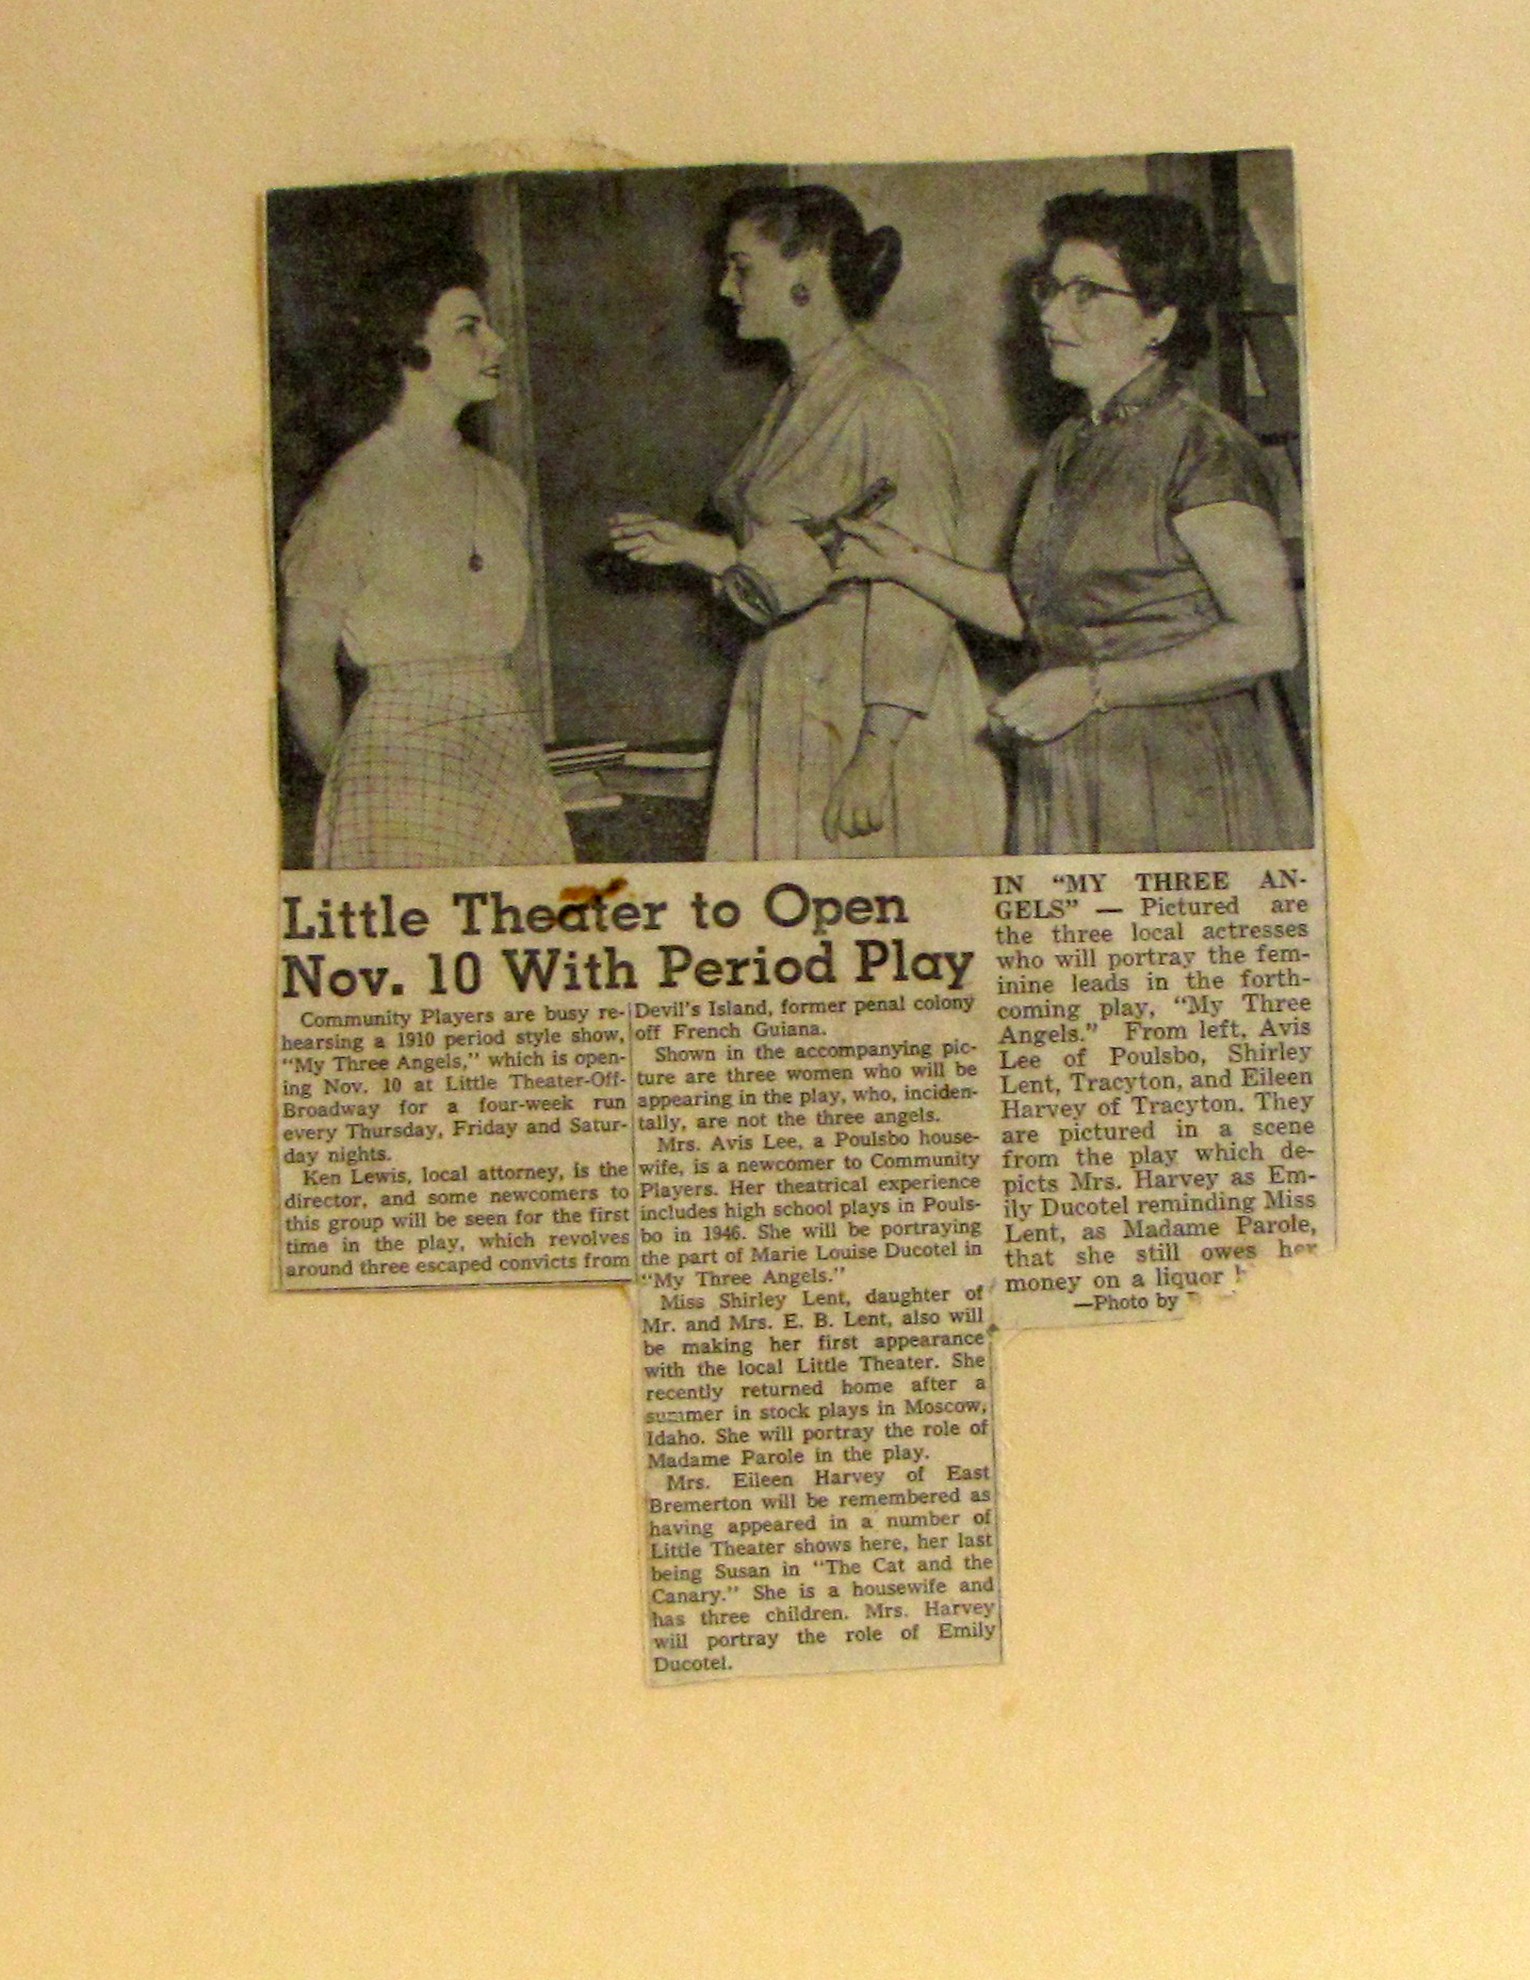 Little Theater to Open
Nov. 10 With Period Play
Community Players are busy re-
hearsing a 1910 period style show,
"My Three Angels," which is open-
ing Nov. 10 at Little Theater-Off-
Broadway for a four-week run
every Thursday, Friday and Satur-
day nights.
Ken Lewis, local attorney, is the
director, and some newcomers to
this group will be seen for the first
time in the play, which revolves
around three escaped convicts from
Devil's Island, former penal colony
off French Guiana.
Shown in the accompanying pic-
ture are three women who will be
appearing in the play, who, inciden-
tally, are not the three angels.
Mrs. Avis Lee, a Poulsbo house-
wife, is a newcomer to Community
Players. Her theatrical experience
includes high school plays in Pouls-
bo in 1946. She will be portraying
the part of Marie Louise Ducotel in
"My Three Angels."
Miss Shirley Lent, daughter of
Mr. and Mrs. E. B. Lent, also will
be making her first appearance
with the local Little Theater. She
recently returned home after a
summer in stock plays in Moscow,
Idaho. She will portray the role of
Madame Parole in the play.
Mrs. Eileen Harvey of East
Bremerton will be remembered as
having appeared in a number of
Little Theater shows here, her last
being Susan in "The Cat and the
Canary." She is a housewife and
has three children. Mrs. Harvey
will portray the role of Emily
Ducotel.
IN "MY THREE AN-
GELS" — Pictured are
the three local actresses
who will portray the fem-
inine leads in the forth-
coming play, "My Three
Angels." From left, Avis
Lee of Poulsbo, Shirley
Lent, Tracyton, and Eileen
Harvey of Tracyton. They
are pictured in a scene
from the play which de-
picts Mrs. Harvey as Em-
ily Ducotel reminding Miss
Lent, as Madame Parole,
that she still owes her
money on a liquor
—Photo by